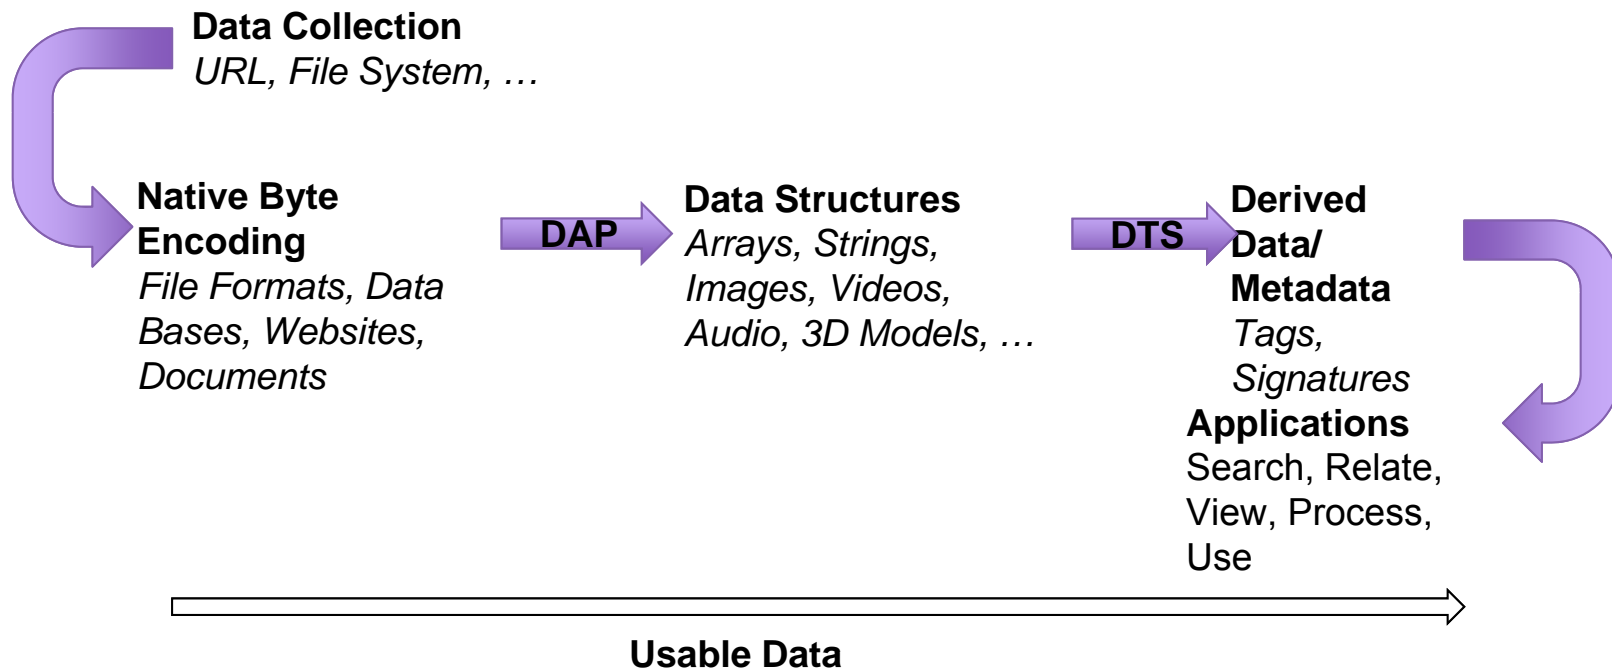 Data Collection
URL, File System, …
Native Byte
Encoding
File Formats, Data
Bases, Websites,
Documents
DAP
Data Structures
Arrays, Strings,
Images, Videos,
Audio, 3D Models, …
DTS
Derived
Data/
Metadata
Tags,
Signatures
Applications
Search, Relate,
View, Process,
Use
Usable Data